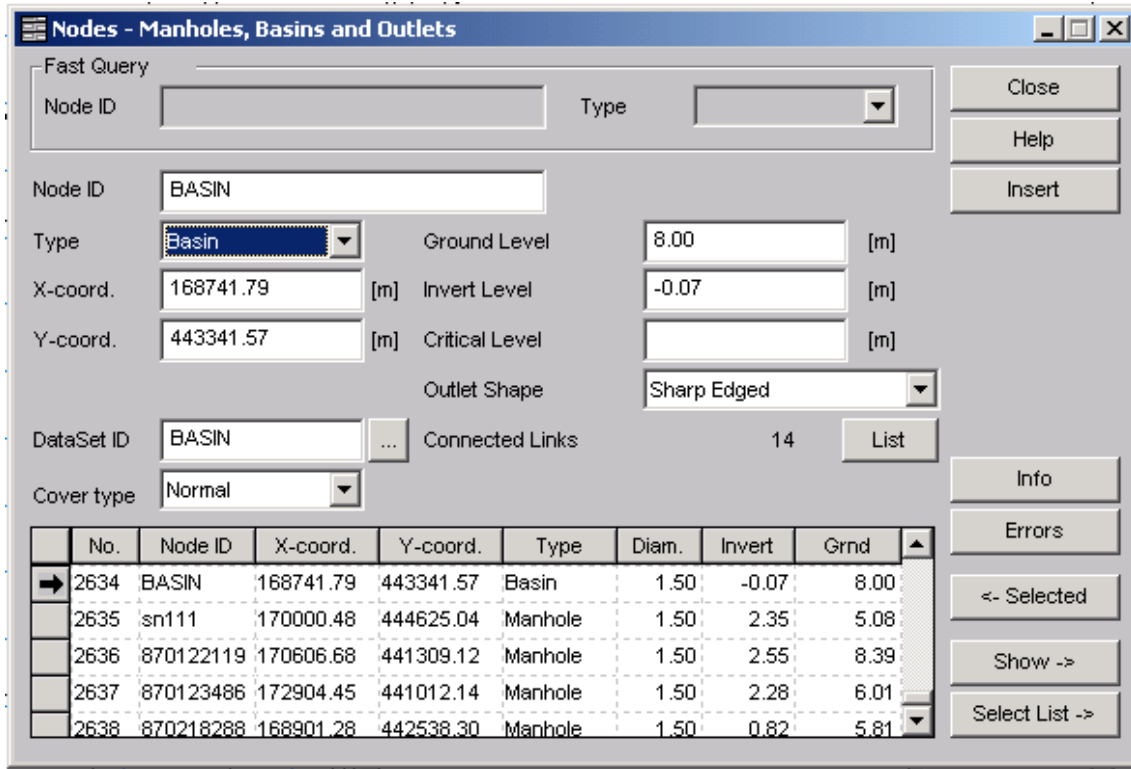 Nodes - Manholes, Basins and Outlets
Fast Query
Node ID Type
Close
Help
Node ID BASIN Insert
Type Basin Ground Level 8.00 [m]
X-coord. 168741.79 [m] Invert Level -0.07 [m]
Y-coord. 443341.57 [m] Critical Level [m]
Outlet Shape Sharp Edged
DataSet ID BASIN ... Connected Links 14 List
Cover type Normal
Info
Errors
<- Selected
Show ->
Select List ->
No. Node ID X-coord. Y-coord. Type Diam. Invert Grnd
2634 BASIN 168741.79 443341.57 Basin 1.50 -0.07 8.00
2635 sn111 170000.48 444625.04 Manhole 1.50 2.35 5.08
2636 870122119 170606.68 441309.12 Manhole 1.50 2.55 8.39
2637 870123486 172904.45 441012.14 Manhole 1.50 2.28 6.01
2638 870218288 168901.28 442538.30 Manhole 1.50 0.82 5.81